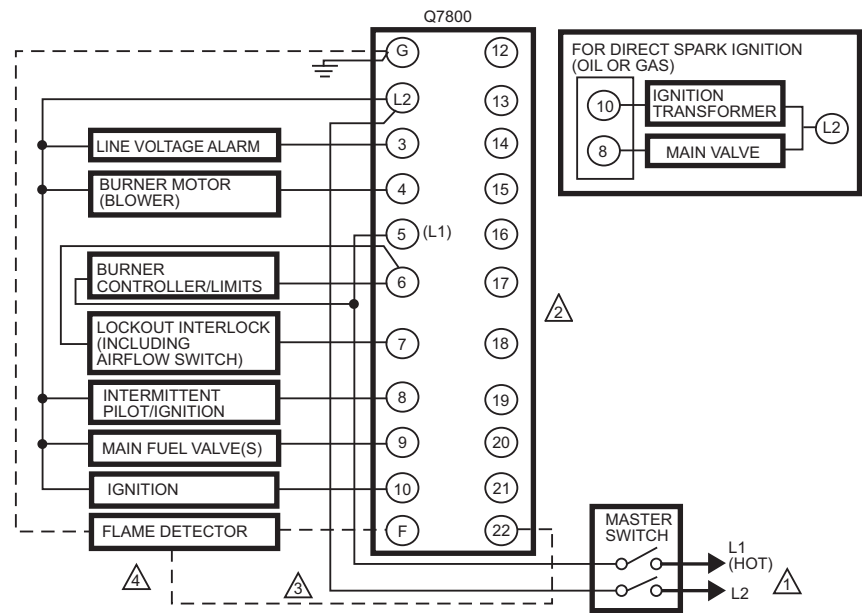 Q7800
G
12
L2
13
LINE VOLTAGE ALARM
3
14
BURNER MOTOR
(BLOWER)
4
15
5
(L1)
16
BURNER
CONTROLLER/LIMITS
6
17
LOCKOUT INTERLOCK
(INCLUDING
AIRFLOW SWITCH)
7
18
2
INTERMITTENT
PILOT/IGNITION
8
19
MAIN FUEL VALVE(S)
9
20
IGNITION
10
21
FLAME DETECTOR
F
22
4
3
FOR DIRECT SPARK IGNITION
(OIL OR GAS)
10
IGNITION
TRANSFORMER
8
MAIN VALVE
L2
MASTER
SWITCH
L1
(HOT)
L2
1